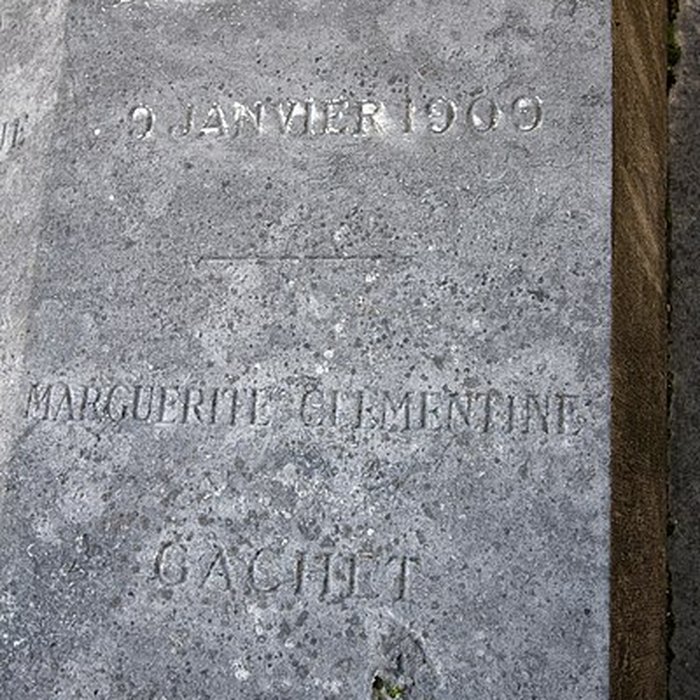 9 JANVIER 1909
MARGUERITE CLEMENTINE
GACHET